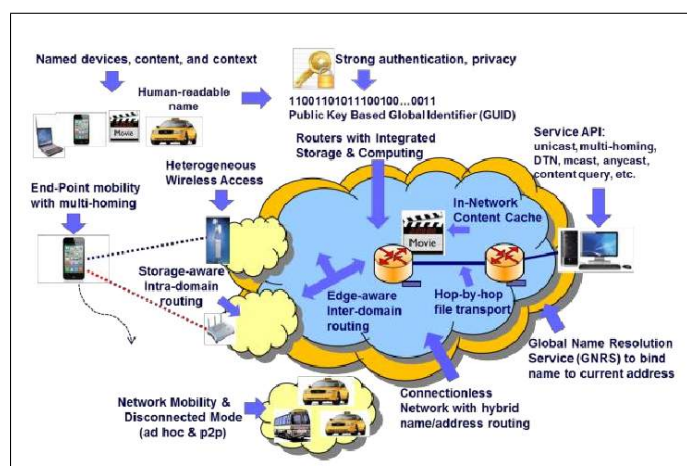 Named devices, content, and context
Strong authentication, privacy
Human-readable
name
11001101011100100...0011
Public Key Based Global Identifier (GUID)
Movie
Routers with Integrated
Storage & Computing
Service API:
unicast, multi-homing,
DTN, mcast, anycast,
content query, etc.
Heterogeneous
Wireless Access
End-Point mobility
with multi-homing
In-Network
Content Cache
Movie
Storage-aware
Intra-domain
routing
Edge-aware
Inter-domain
routing
Hop-by-hop
file transport
Global Name Resolution
Service (GNRS) to bind
name to current address
Network Mobility &
Disconnected Mode
(ad hoc & p2p)
Connectionless
Network with hybrid
name/address routing